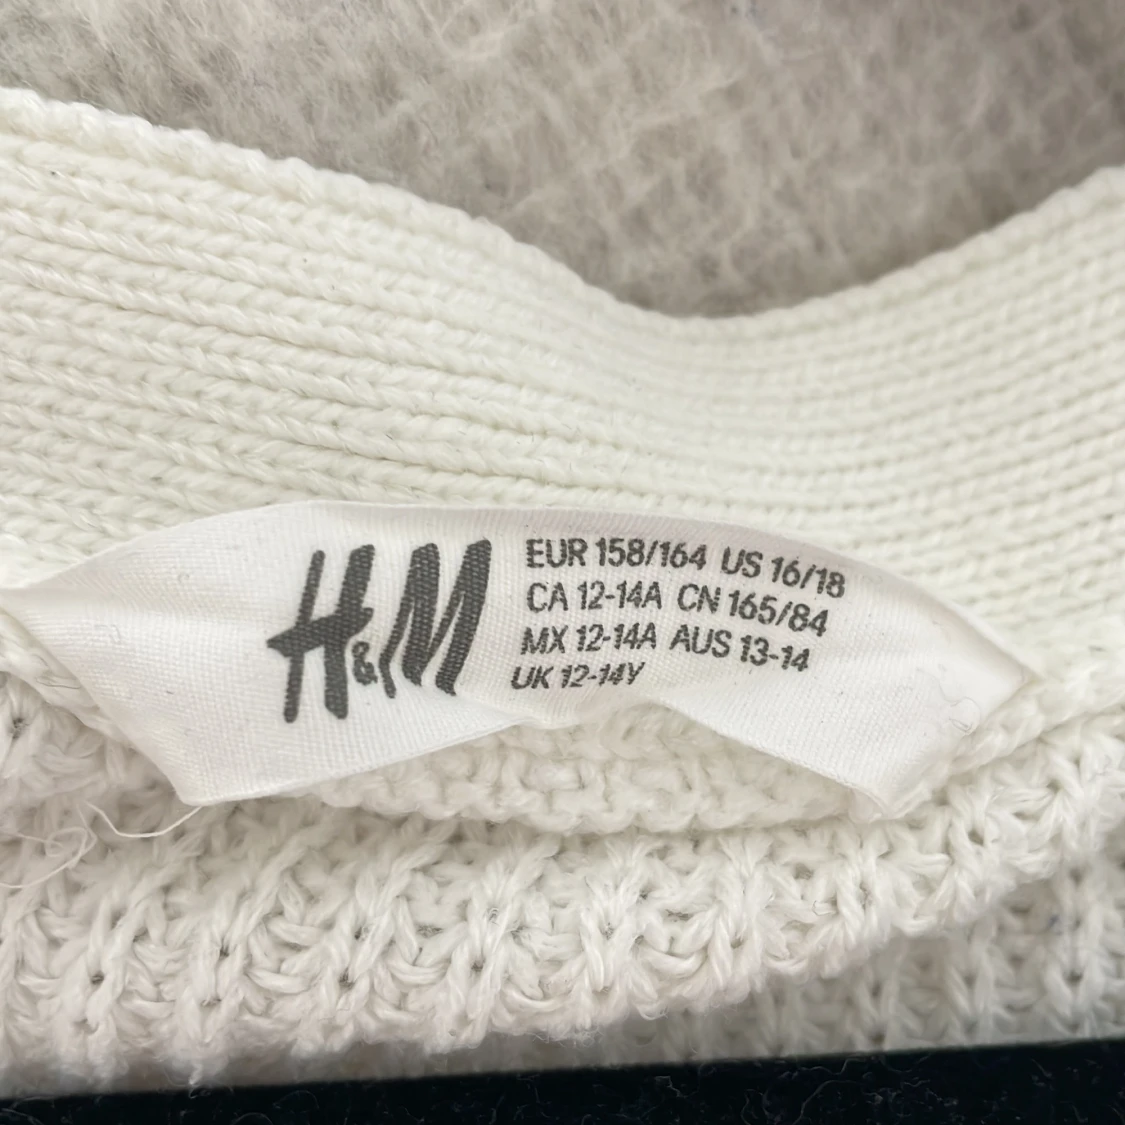 H&M
EUR 158/164 US 16/18
CA 12-14A CN 165/84
MX 12-14A AUS 13-14
UK 12-14Y